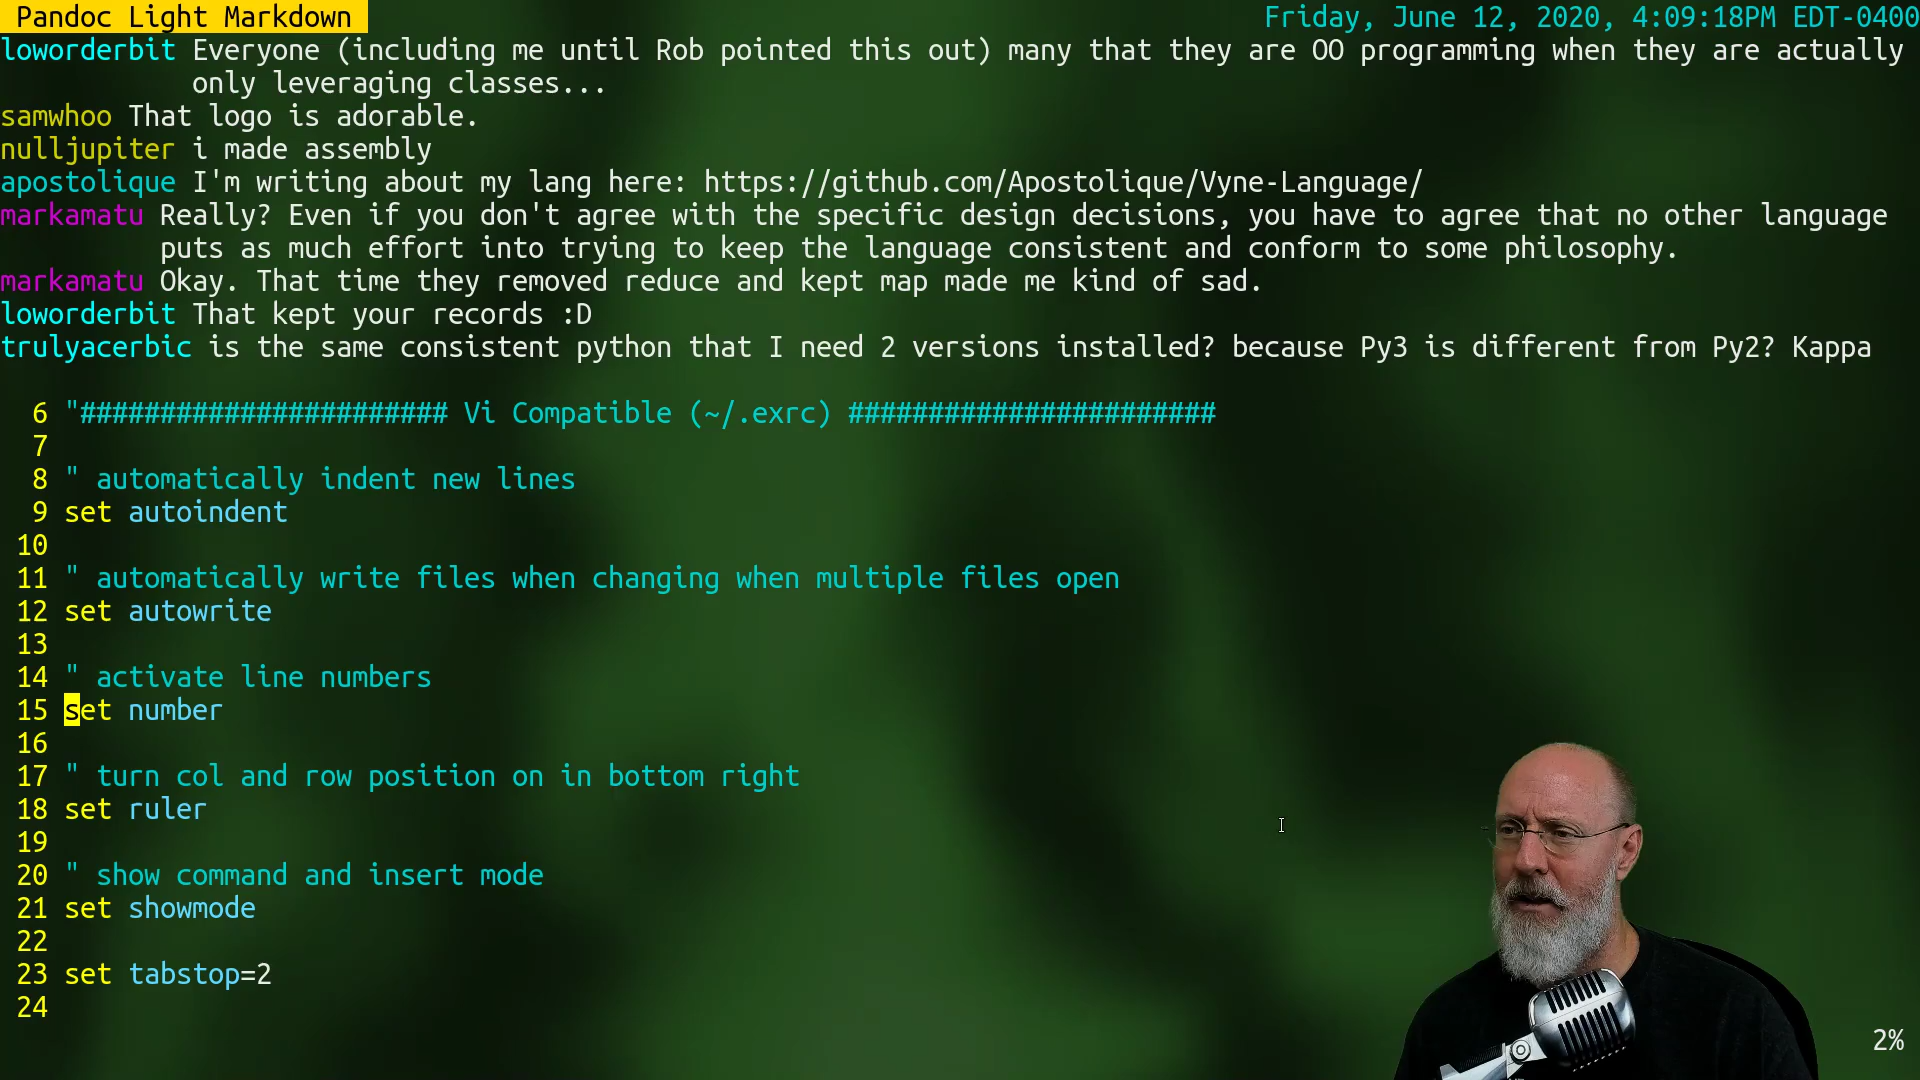 Pandoc Light Markdown
Friday, June 12, 2020, 4:09:18PM EDT-0400
loworderbit Everyone (including me until Rob pointed this out) many that they are OO programming when they are actually
only leveraging classes...
samwhoo That logo is adorable.
nulljupiter i made assembly
apostolique I'm writing about my lang here: https://github.com/Apostolique/Vyne-Language/
markamatu Really? Even if you don't agree with the specific design decisions, you have to agree that no other language
puts as much effort into trying to keep the language consistent and conform to some philosophy.
markamatu Okay. That time they removed reduce and kept map made me kind of sad.
loworderbit That kept your records :D
trulyacerbic is the same consistent python that I need 2 versions installed? because Py3 is different from Py2? Kappa
6 "####################### Vi Compatible (~/.exrc) #######################
7
8 " automatically indent new lines
9 set autoindent
10
11 " automatically write files when changing when multiple files open
12 set autowrite
13
14 " activate line numbers
15 set number
16
17 " turn col and row position on in bottom right
18 set ruler
19
20 " show command and insert mode
21 set showmode
22
23 set tabstop=2
24
2%